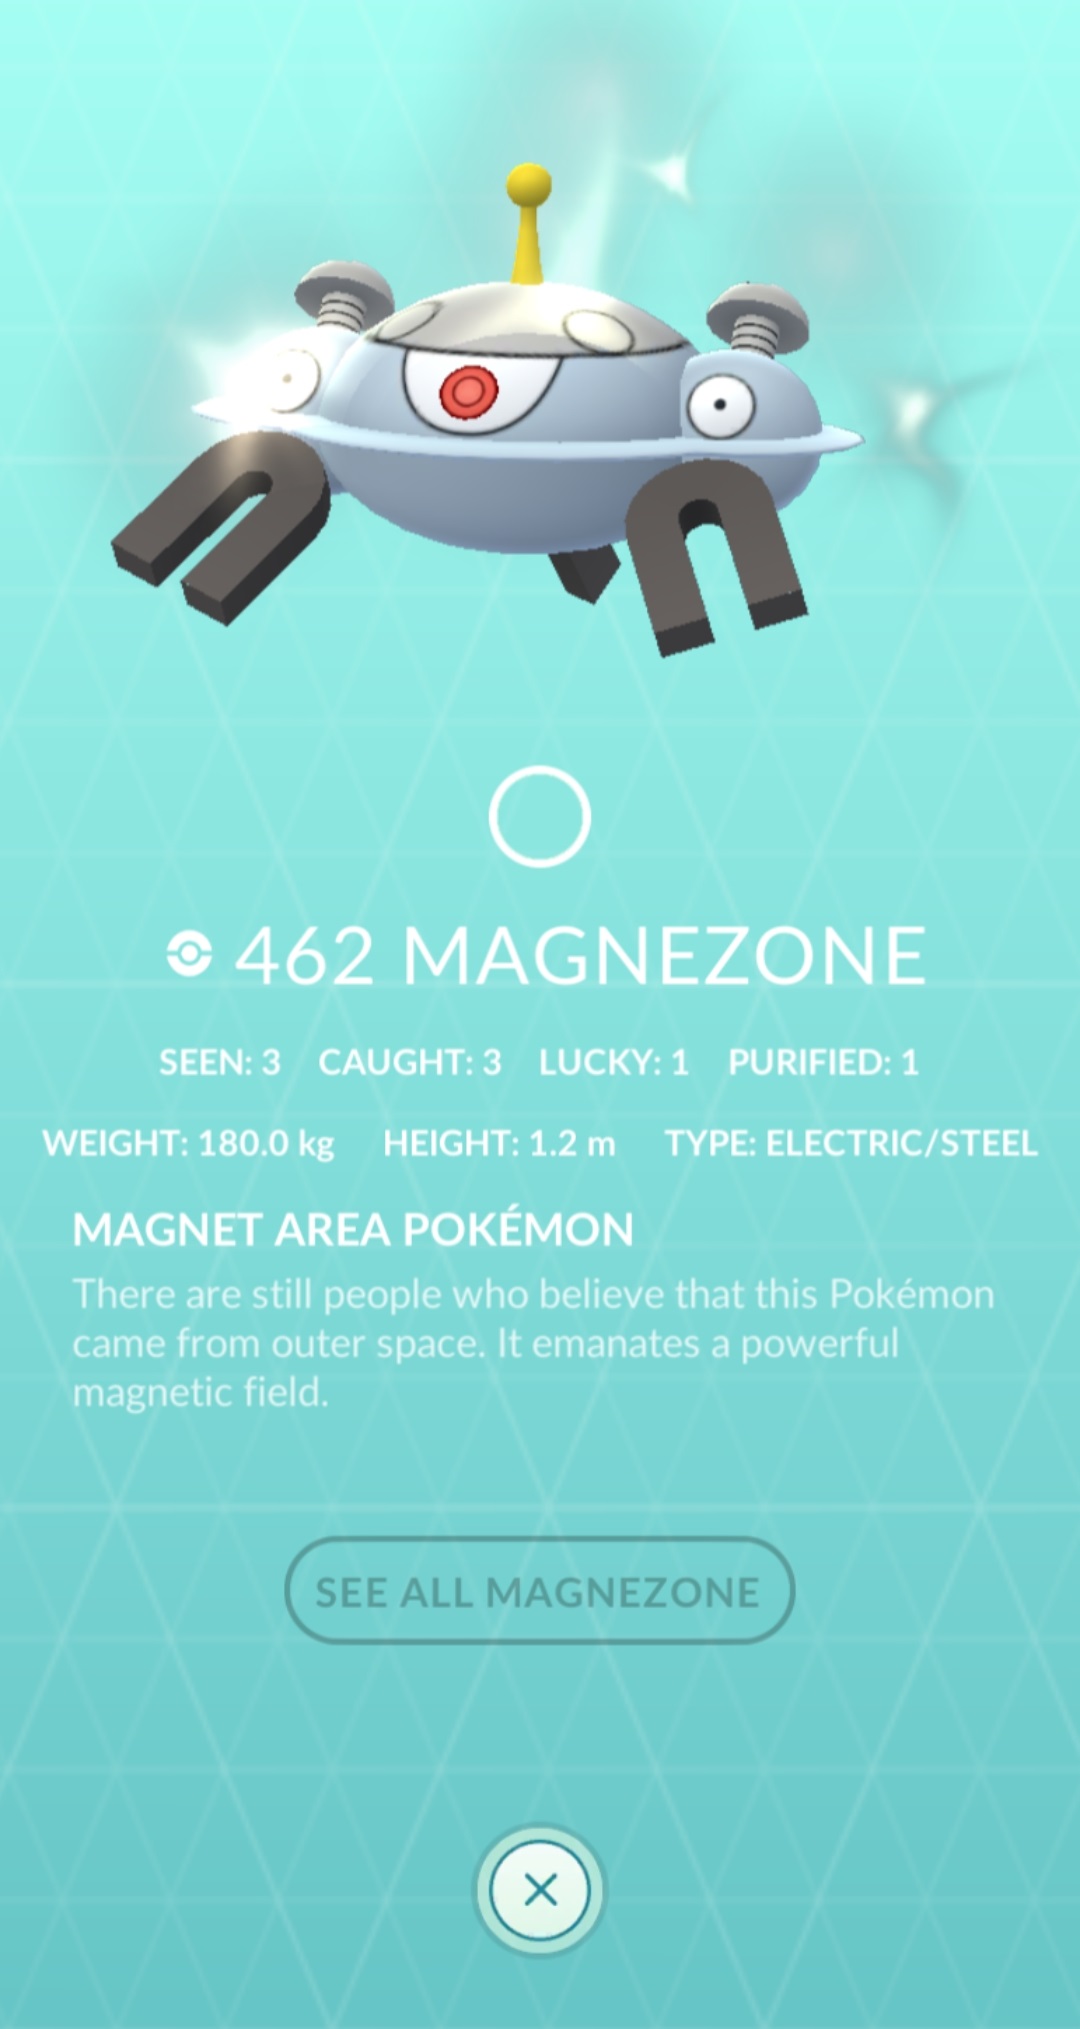 462 MAGNEZONE
SEEN: 3 CAUGHT: 3 LUCKY: 1 PURIFIED: 1
WEIGHT: 180.0 kg HEIGHT: 1.2 m TYPE: ELECTRIC/STEEL
MAGNET AREA POKÉMON
There are still people who believe that this Pokémon
came from outer space. It emanates a powerful
magnetic field.
SEE ALL MAGNEZONE